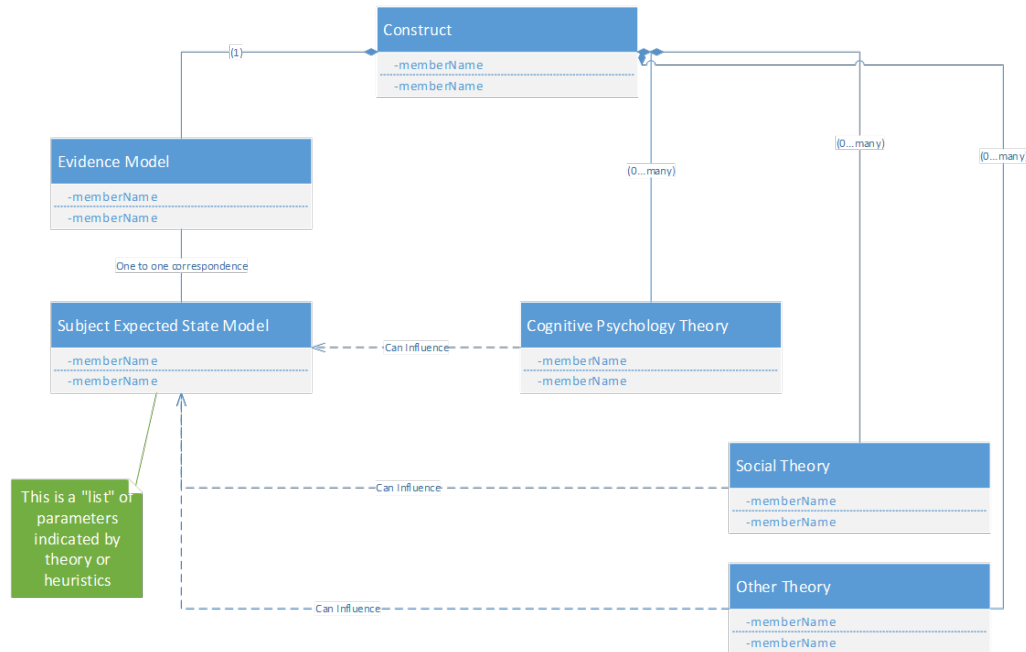 Construct
-memberName
-memberName
(1)
(0...many)
(0...many)
(0...many)
Evidence Model
-memberName
-memberName
One to one correspondence
Subject Expected State Model
-memberName
-memberName
Can Influence
Cognitive Psychology Theory
-memberName
-memberName
Social Theory
-memberName
-memberName
Can Influence
This is a "list" of
parameters
indicated by
theory or
heuristics
Other Theory
-memberName
-memberName
Can Influence